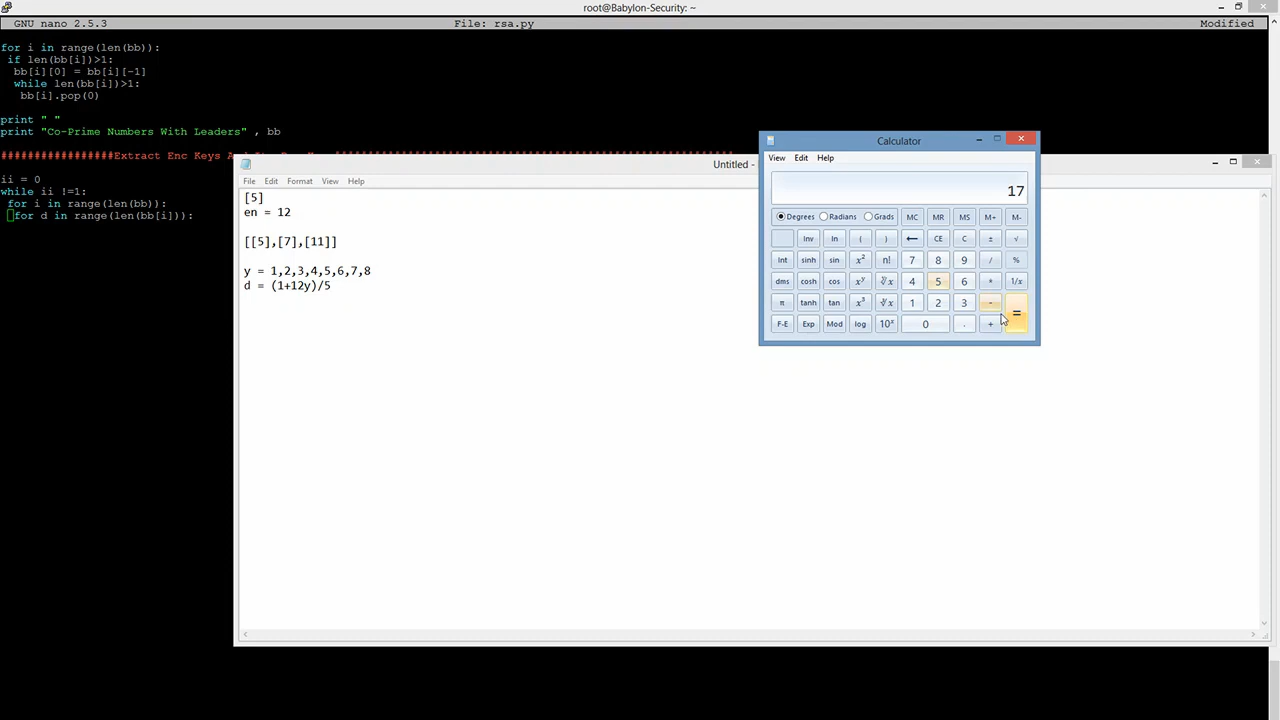 root@Babylon-Security: ~
GNU nano 2.5.3 File: rsa.py Modified
for i in range(len(bb)):
if len(bb[i])>1:
bb[i][0] = bb[i][-1]
while len(bb[i])>1:
bb[i].pop(0)
print " "
print "Co-Prime Numbers With Leaders" , bb
#################Extract Enc Keys A
ii = 0
while ii !=1:
for i in range(len(bb)):
for d in range(len(bb[i])):
Untitled -
File Edit Format View Help
[5]
en = 12
[[5],[7],[11]]
y = 1,2,3,4,5,6,7,8
d = (1+12y)/5
Calculator
View Edit Help
17
Degrees Radians Grads MC MR MS M+ M-
Inv ln ( ) ← CE C ± √
Int sinh sin x² n! 7 8 9 / %
dms cosh cos xʸ ʸ√x 4 5 6 * 1/x
π tanh tan x³ ³√x 1 2 3 - =
F-E Exp Mod log 10ˣ 0 . +